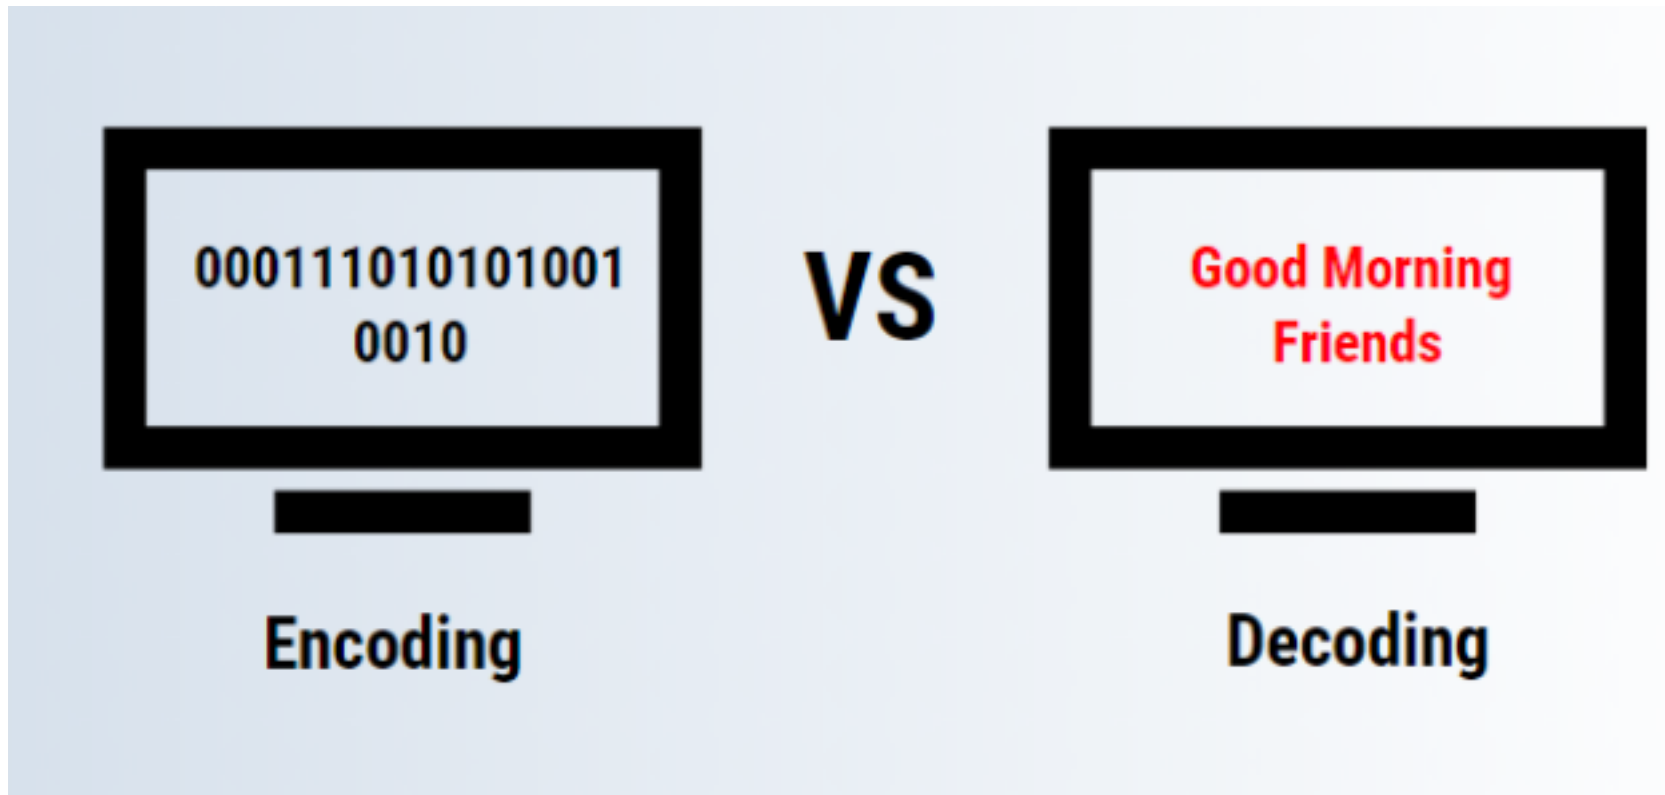 000111010101001
0010
VS
Good Morning
Friends
Encoding
Decoding